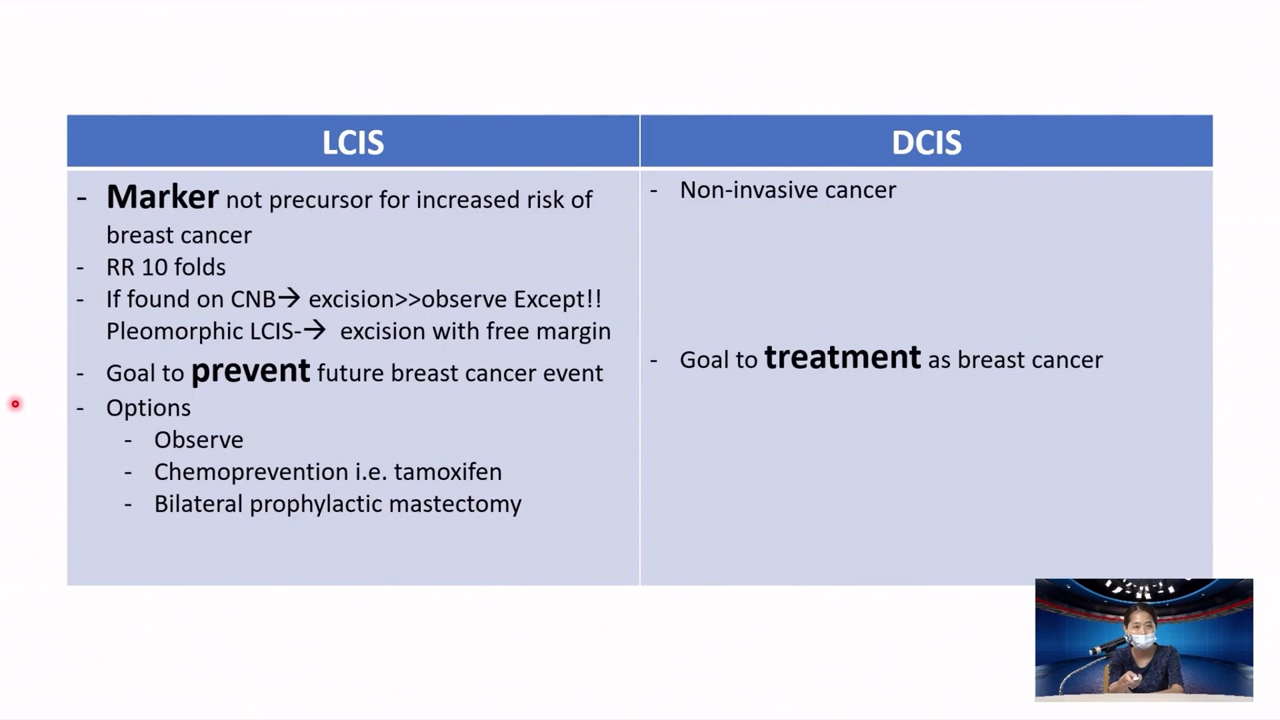 LCIS
DCIS
- Marker not precursor for increased risk of
breast cancer
- RR 10 folds
- If found on CNB→ excision>>observe Except!!
Pleomorphic LCIS-→ excision with free margin
- Goal to prevent future breast cancer event
- Options
- Observe
- Chemoprevention i.e. tamoxifen
- Bilateral prophylactic mastectomy
- Non-invasive cancer
- Goal to treatment as breast cancer